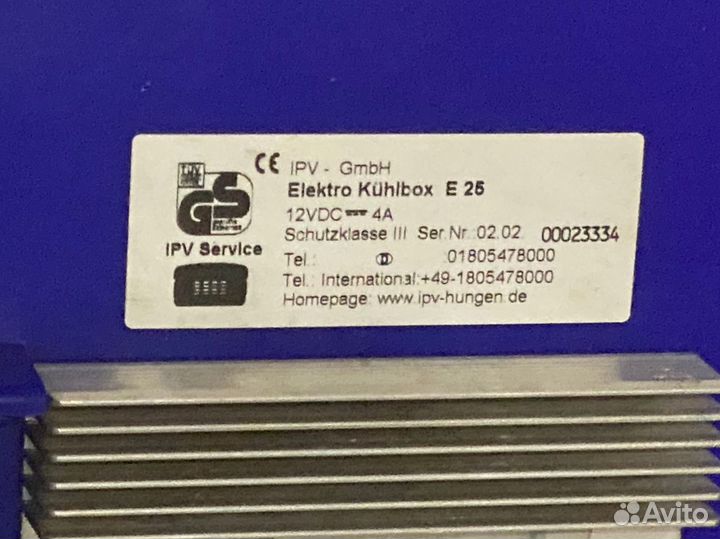 CE IPV - GmbH
Elektro Kühlbox E 25
12VDC 4A
Schutzklasse III Ser.Nr.:02.02. 00023334
Tel.: D :01805478000
Tel.: International:+49-1805478000
Homepage: www.ipv-hungen.de
TÜV
GS
IPV Service
Avito